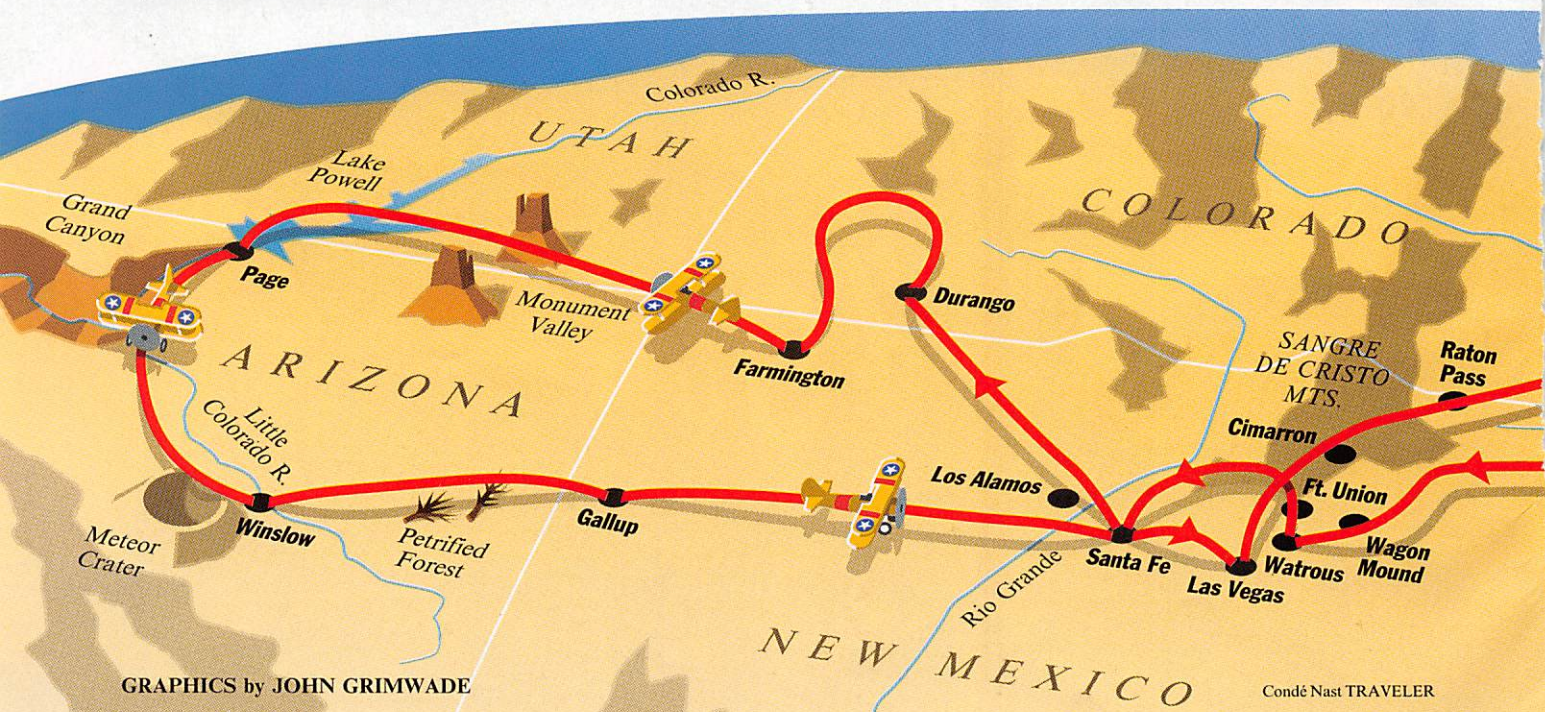 Colorado R.
UTAH
Lake
Powell
Grand
Canyon
COLORADO
Page
Monument
Valley
Durango
Farmington
ARIZONA
SANGRE
DE CRISTO
MTS.
Raton
Pass
Little
Colorado R.
Cimarron
Los Alamos
Ft. Union
Winslow
Gallup
Meteor
Crater
Petrified
Forest
Santa Fe
Las Vegas
Watrous
Wagon
Mound
Rio Grande
NEW MEXICO
GRAPHICS by JOHN GRIMWADE
Condé Nast TRAVELER